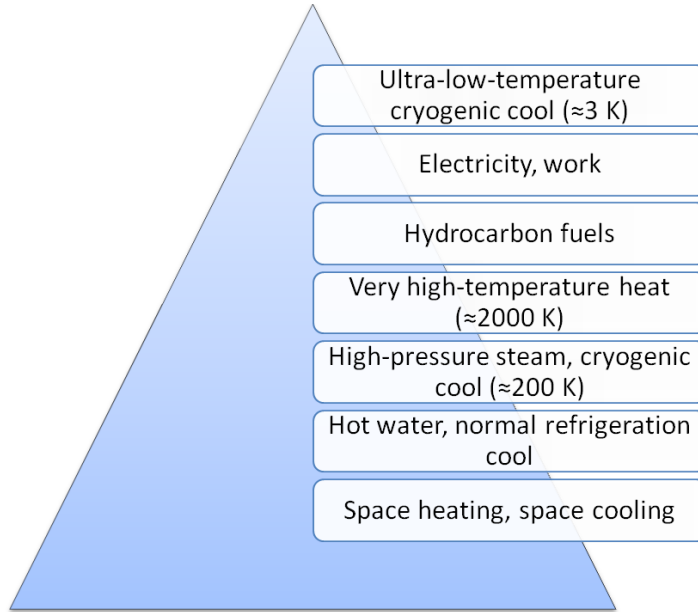 Ultra-low-temperature
cryogenic cool (≈3 K)
Electricity, work
Hydrocarbon fuels
Very high-temperature heat
(≈2000 K)
High-pressure steam, cryogenic
cool (≈200 K)
Hot water, normal refrigeration
cool
Space heating, space cooling